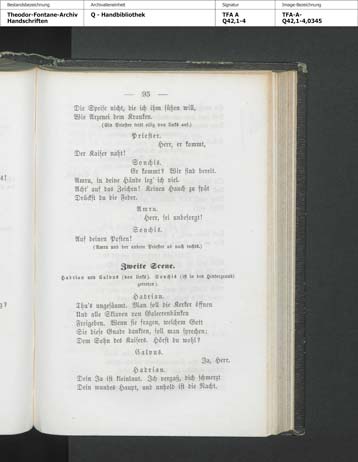 Bestandsbezeichnung
Archivalieneinheit
Signatur
Image-Bezeichnung
Theodor-Fontane-Archiv
Handschriften
Q - Handbibliothek
TFA A
Q42,1-4
TFA-A-
Q42,1-4,0345
— 95 —
Die Speise nicht, die ich ihm süßen will,
Wie Arzenei dem Kranken.
(Ein Priester tritt eilig von links auf.)
Priester.
Herr, er kommt,
Der Kaiser naht!
Sonchis.
Er kommt? Wir sind bereit.
Amru, in deine Hände leg' ich viel.
Acht' auf das Zeichen! Keinen Hauch zu spät
Drückst du die Feder.
Amru.
Herr, sei unbesorgt!
Sonchis.
Auf deinen Posten!
(Amru und der andere Priester ab nach rechts.)
Zweite Scene.
Hadrian und Calvus (von links). Sonchis (ist in den Hintergrund
getreten).
Hadrian.
Thu's ungesäumt. Man soll die Kerker öffnen
Und alle Sklaven von Galeerenbänken
Freigeben. Wenn sie fragen, welchem Gott
Sie diese Gnade danken, soll man sprechen:
Dem Sohn des Kaisers. Hörst du wohl?
Calvus.
Ja, Herr.
Hadrian.
Dein Ja ist kleinlaut. Ich vergaß, dich schmerzt
Dein wundes Haupt, und unhold ist die Nacht.
4!
g?